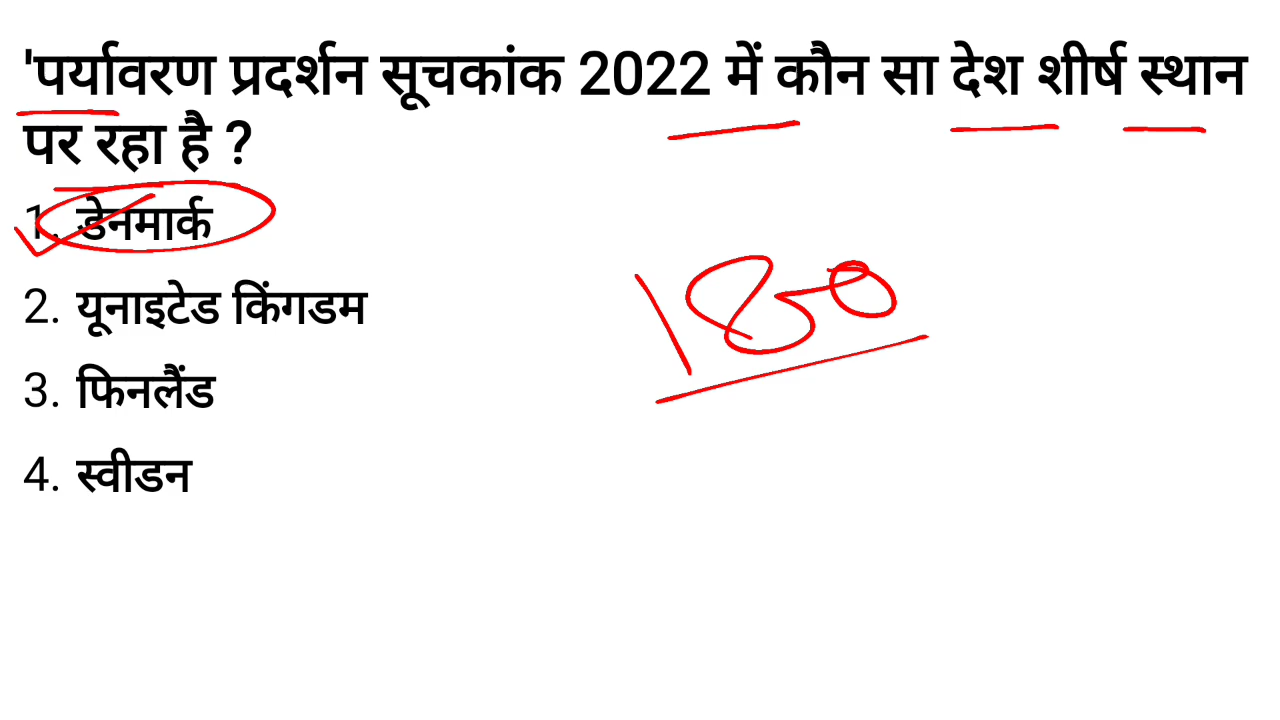 'पर्यावरण प्रदर्शन सूचकांक 2022 में कौन सा देश शीर्ष स्थान
पर रहा है ?
1. डेनमार्क
2. यूनाइटेड किंगडम
3. फिनलैंड
4. स्वीडन
180